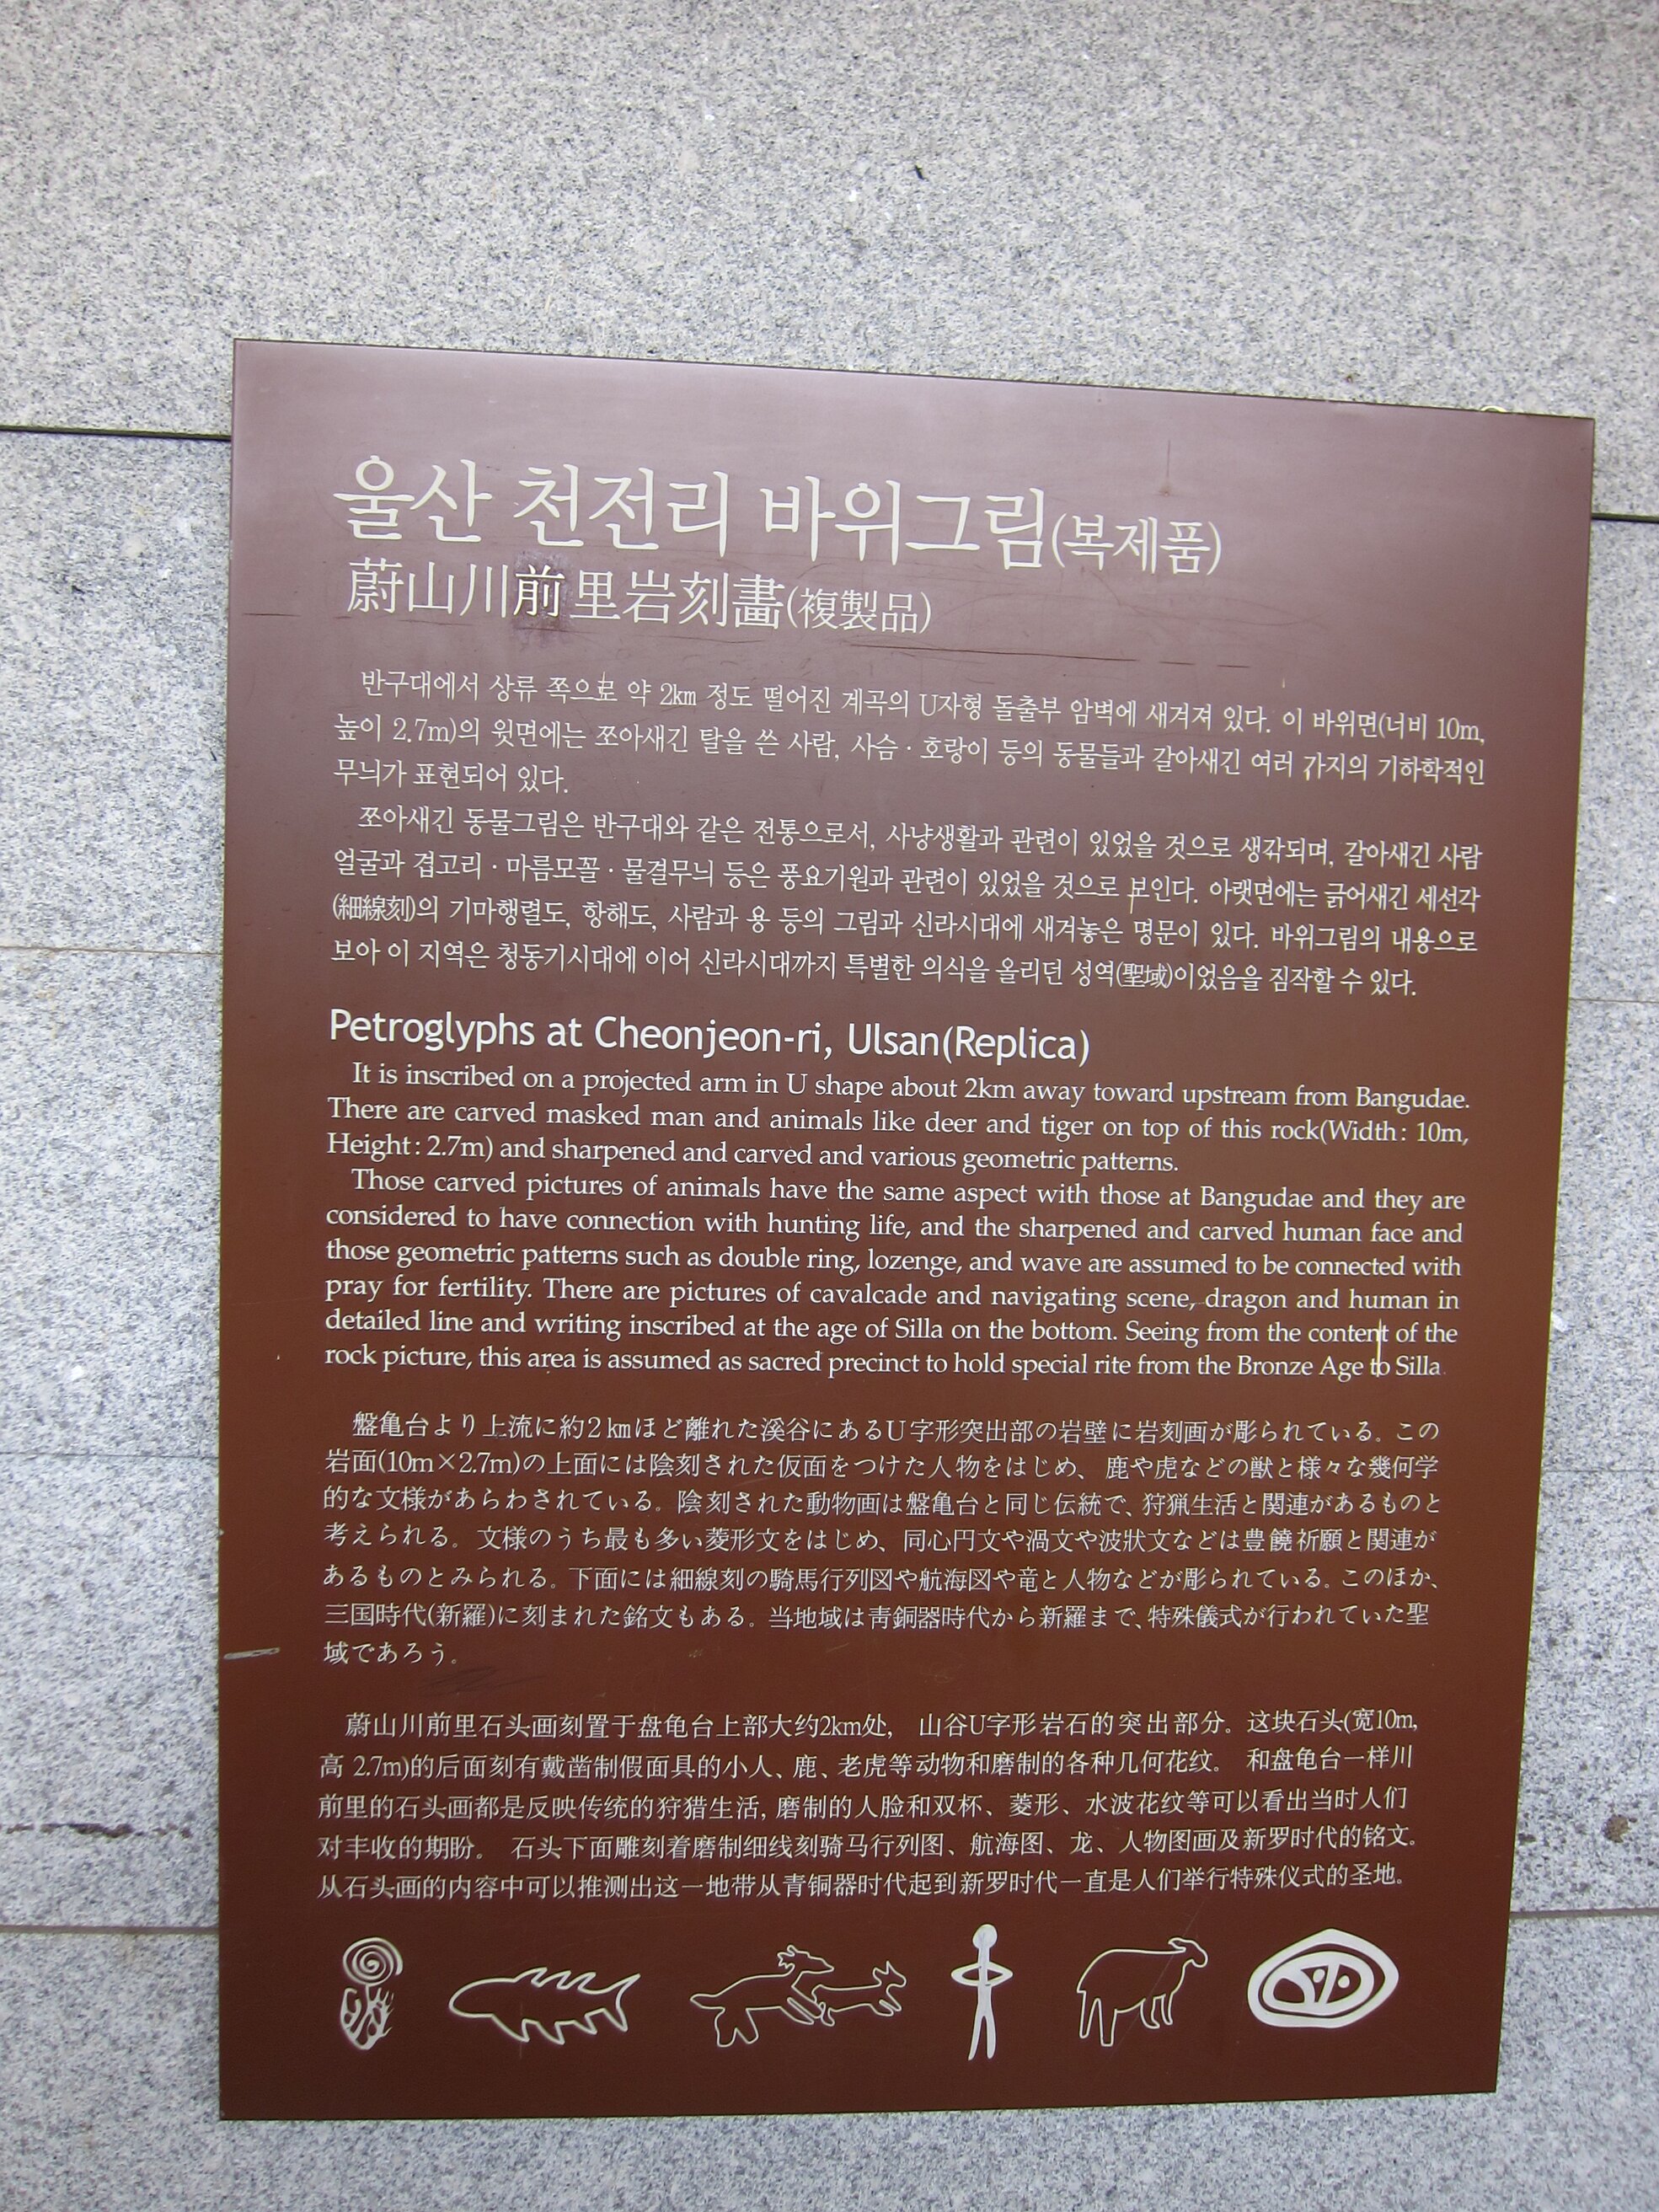 울산 천전리 바위그림(복제품)
蔚山川前里岩刻畵(複製品)
반구대에서 상류 쪽으로 약 2km 정도 떨어진 계곡의 U자형 돌출부 암벽에 새겨져 있다. 이 바위면(너비 10m,
높이 2.7m)의 윗면에는 쪼아새긴 탈을 쓴 사람, 사슴 · 호랑이 등의 동물들과 갈아새긴 여러 가지의 기하학적인
무늬가 표현되어 있다.
쪼아새긴 동물그림은 반구대와 같은 전통으로서, 사냥생활과 관련이 있었을 것으로 생각되며, 갈아새긴 사람
얼굴과 겹고리 · 마름모꼴 · 물결무늬 등은 풍요기원과 관련이 있었을 것으로 보인다. 아랫면에는 긁어새긴 세선각
(細線刻)의 기마행렬도, 항해도, 사람과 용 등의 그림과 신라시대에 새겨놓은 명문이 있다. 바위그림의 내용으로
보아 이 지역은 청동기시대에 이어 신라시대까지 특별한 의식을 올리던 성역(聖域)이었음을 짐작할 수 있다.
Petroglyphs at Cheonjeon-ri, Ulsan(Replica)
It is inscribed on a projected arm in U shape about 2km away toward upstream from Bangudae.
There are carved masked man and animals like deer and tiger on top of this rock(Width: 10m,
Height: 2.7m) and sharpened and carved and various geometric patterns.
Those carved pictures of animals have the same aspect with those at Bangudae and they are
considered to have connection with hunting life, and the sharpened and carved human face and
those geometric patterns such as double ring, lozenge, and wave are assumed to be connected with
pray for fertility. There are pictures of cavalcade and navigating scene, dragon and human in
detailed line and writing inscribed at the age of Silla on the bottom. Seeing from the content of the
rock picture, this area is assumed as sacred precinct to hold special rite from the Bronze Age to Silla.
盤亀台より上流に約2㎞ほど離れた溪谷にあるU字形突出部の岩壁に岩刻画が彫られている。この
岩面(10m×2.7m)の上面には陰刻された仮面をつけた人物をはじめ、鹿や虎などの獣と様々な幾何学
的な文様があらわされている。陰刻された動物画は盤亀台と同じ伝統で、狩猟生活と関連があるものと
考えられる。文様のうち最も多い菱形文をはじめ、同心円文や渦文や波狀文などは豊饒祈願と関連が
あるものとみられる。下面には細線刻の騎馬行列図や航海図や竜と人物などが彫られている。このほか、
三国時代(新羅)に刻まれた銘文もある。当地域は靑銅器時代から新羅まで、特殊儀式が行われていた聖
域であろう。
蔚山川前里石头画刻置于盘龟台上部大约2km处, 山谷U字形岩石的突出部分。这块石头(宽10m,
高 2.7m)的后面刻有戴凿制假面具的小人、鹿、老虎等动物和磨制的各种几何花纹。 和盘龟台一样川
前里的石头画都是反映传统的狩猎生活, 磨制的人脸和双杯、菱形、水波花纹等可以看出当时人们
对丰收的期盼。 石头下面雕刻着磨制细线刻骑马行列图、航海图、龙、人物图画及新罗时代的铭文。
从石头画的内容中可以推测出这一地带从青铜器时代起到新罗时代一直是人们举行特殊仪式的圣地。